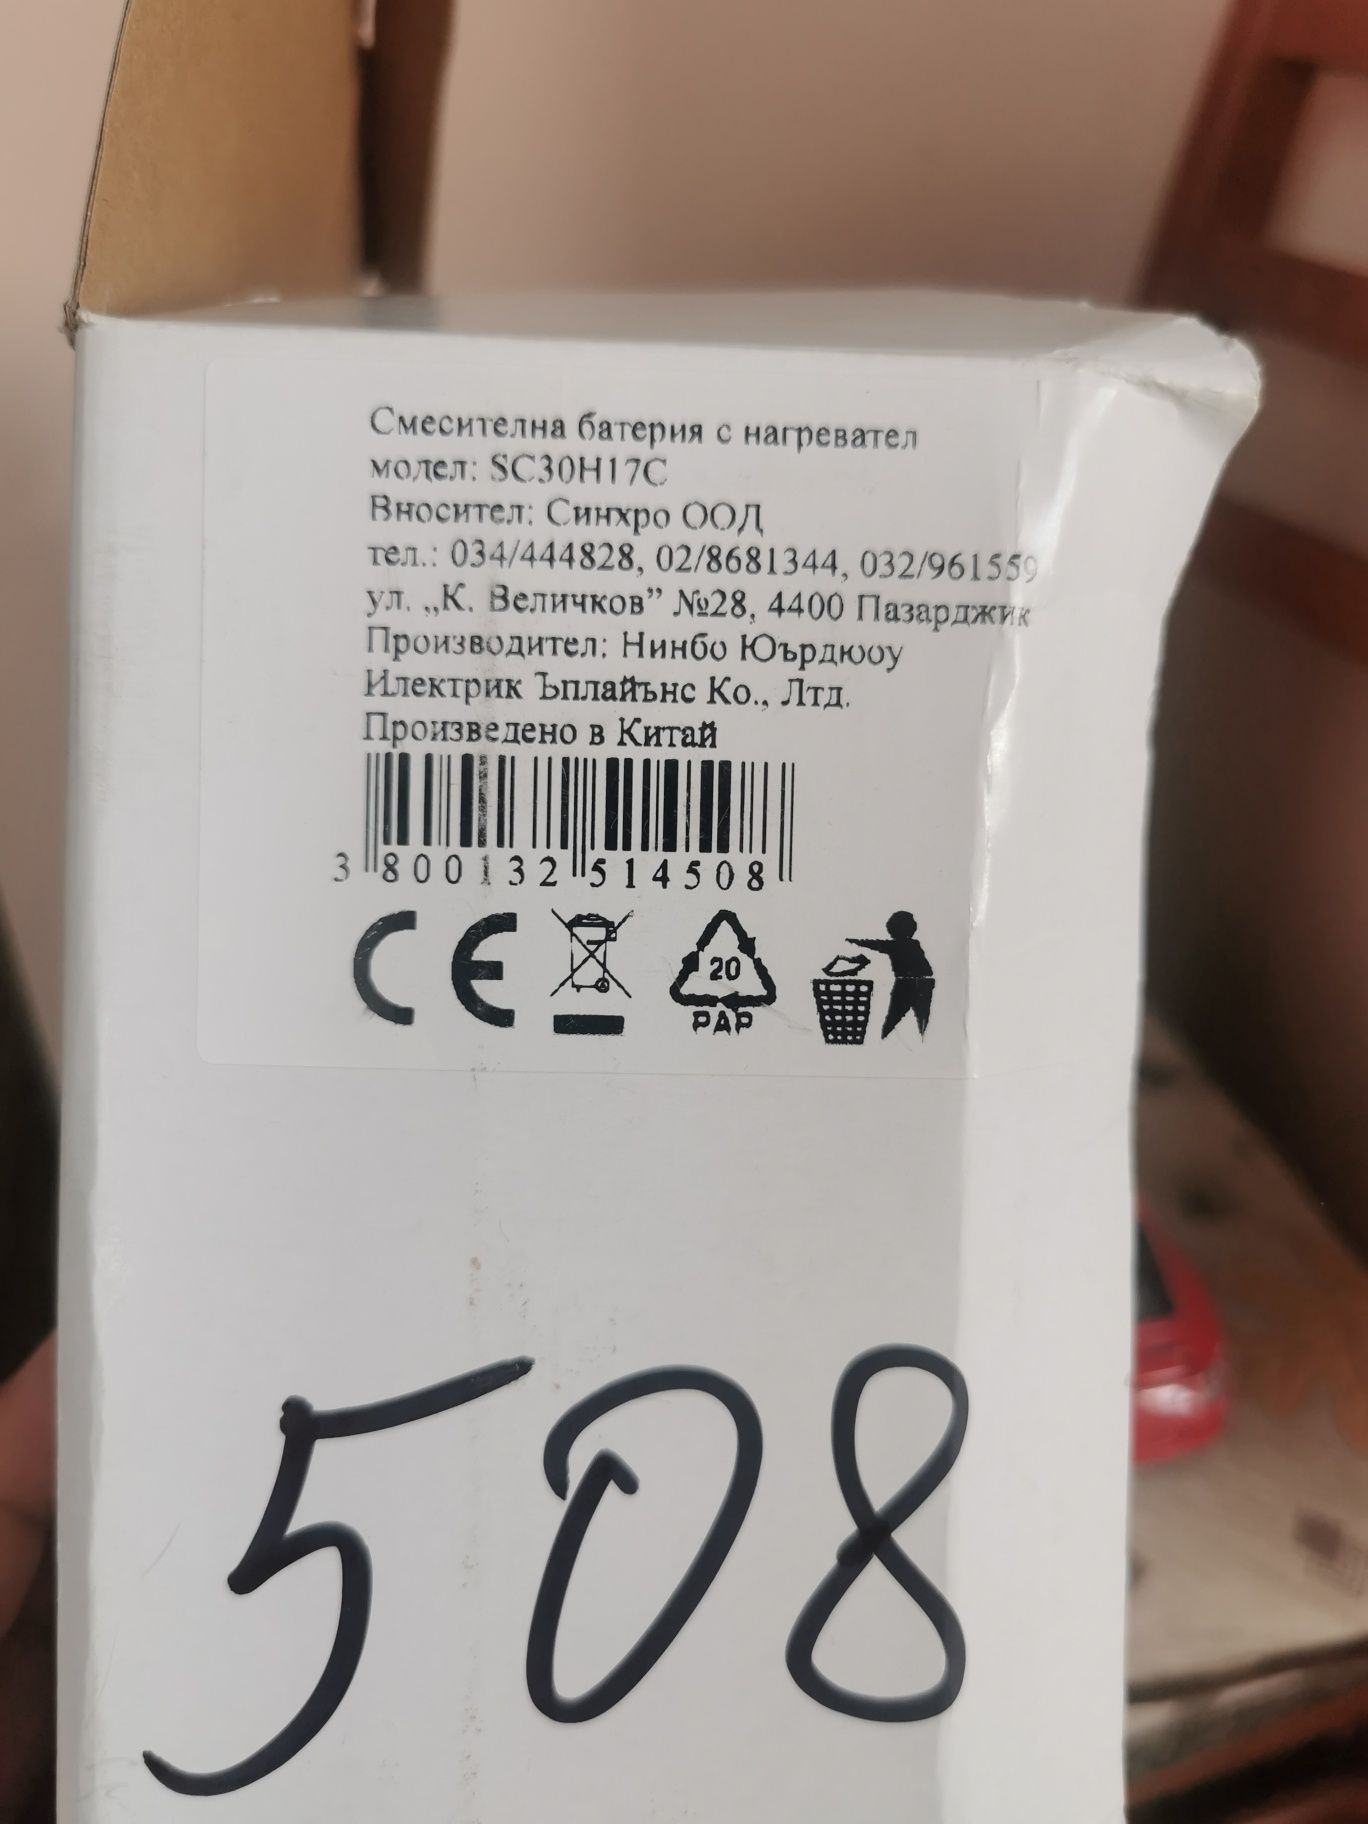 Смесителна батерия с нагревател
модел: SC30H17C
Вносител: Синхро ООД
тел.: 034/444828, 02/8681344, 032/961559
ул. „К. Величков” №28, 4400 Пазарджик
Производител: Нинбо Юърдюоу
Илектрик Ъплайънс Ко., Лтд.
Произведено в Китай
3 800132 514508
CE
20
PAP
508